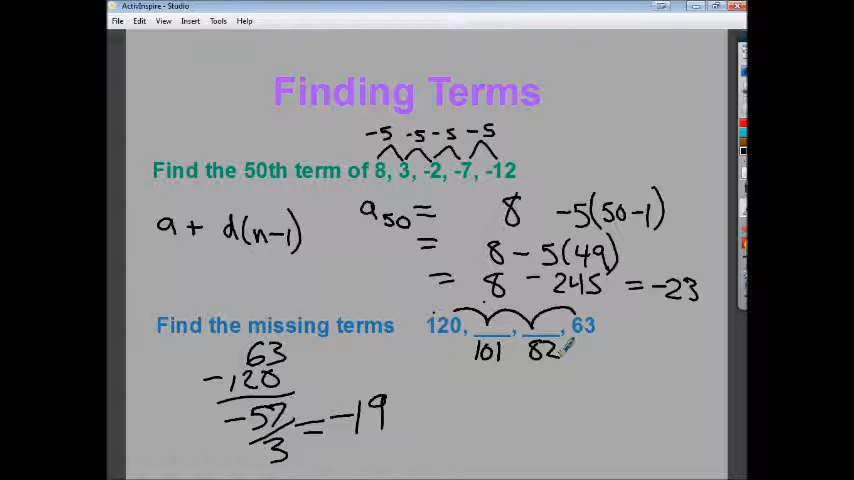 ActivInspire - Studio
File Edit View Insert Tools Help
Finding Terms
-5 -5 -5 -5
Find the 50th term of 8, 3, -2, -7, -12
a + d(n-1)
a50 = 8 -5(50-1)
= 8 - 5(49)
= 8 - 245 = -23
Find the missing terms 120, ___, ___, 63
101 82
63
-120
-57
3
= -19